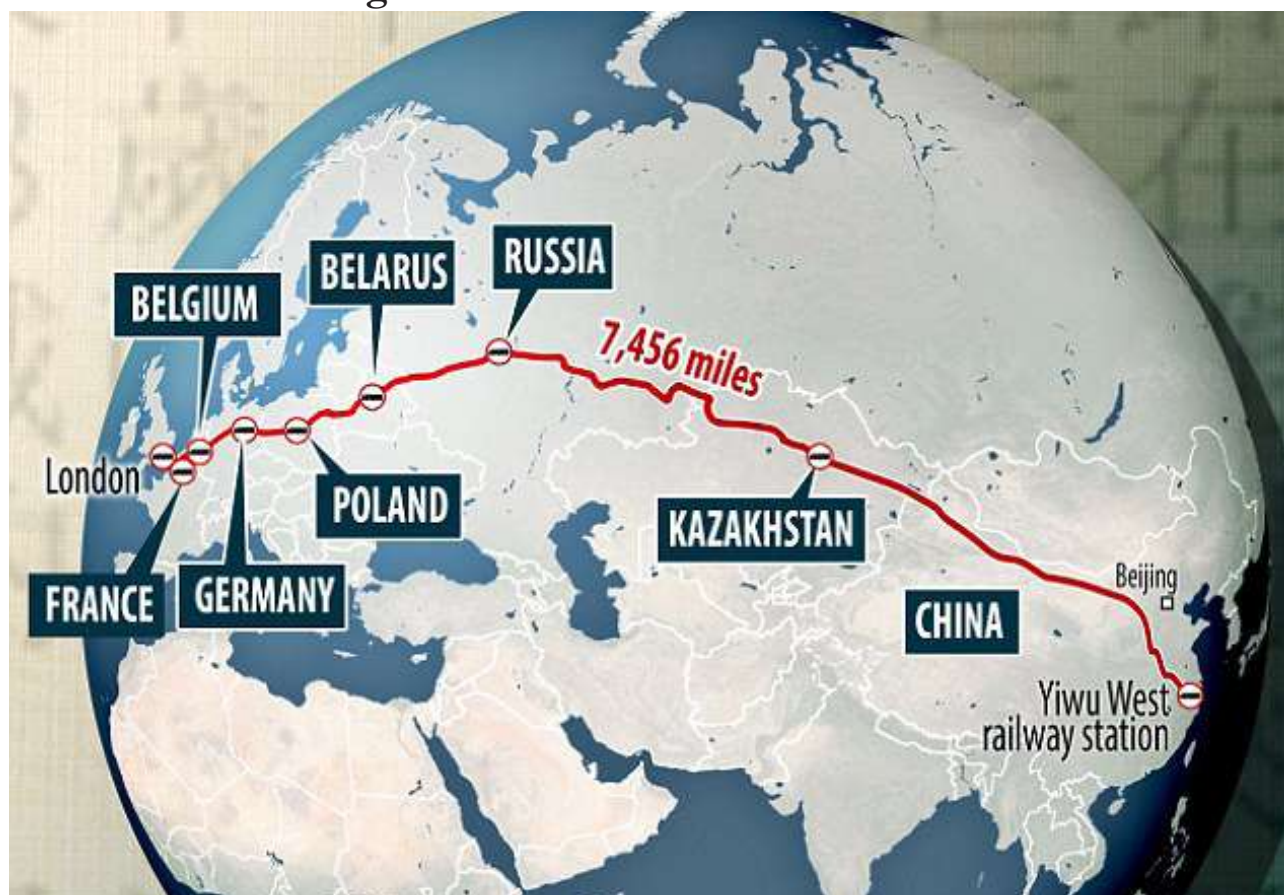 RUSSIA
BELARUS
BELGIUM
7,456 miles
London
POLAND
KAZAKHSTAN
GERMANY
FRANCE
Beijing
CHINA
Yiwu West
railway station